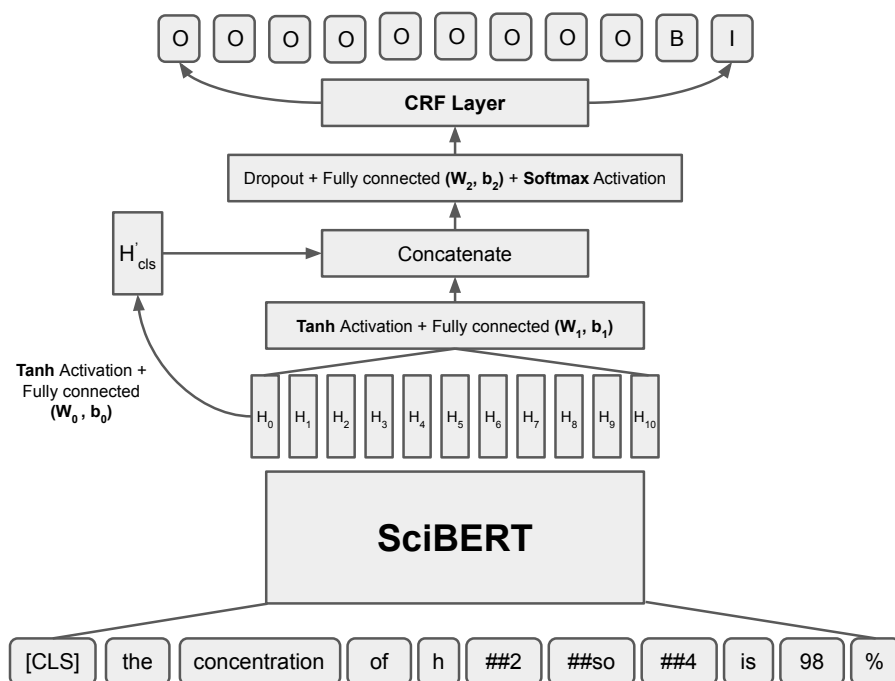 O O O O O O O O O B I
CRF Layer
Dropout + Fully connected (W₂, b₂) + Softmax Activation
H'cls
Concatenate
Tanh Activation + Fully connected (W₁, b₁)
Tanh Activation +
Fully connected
(W₀ , b₀)
H₀ H₁ H₂ H₃ H₄ H₅ H₆ H₇ H₈ H₉ H₁₀
SciBERT
[CLS] the concentration of h ##2 ##so ##4 is 98 %